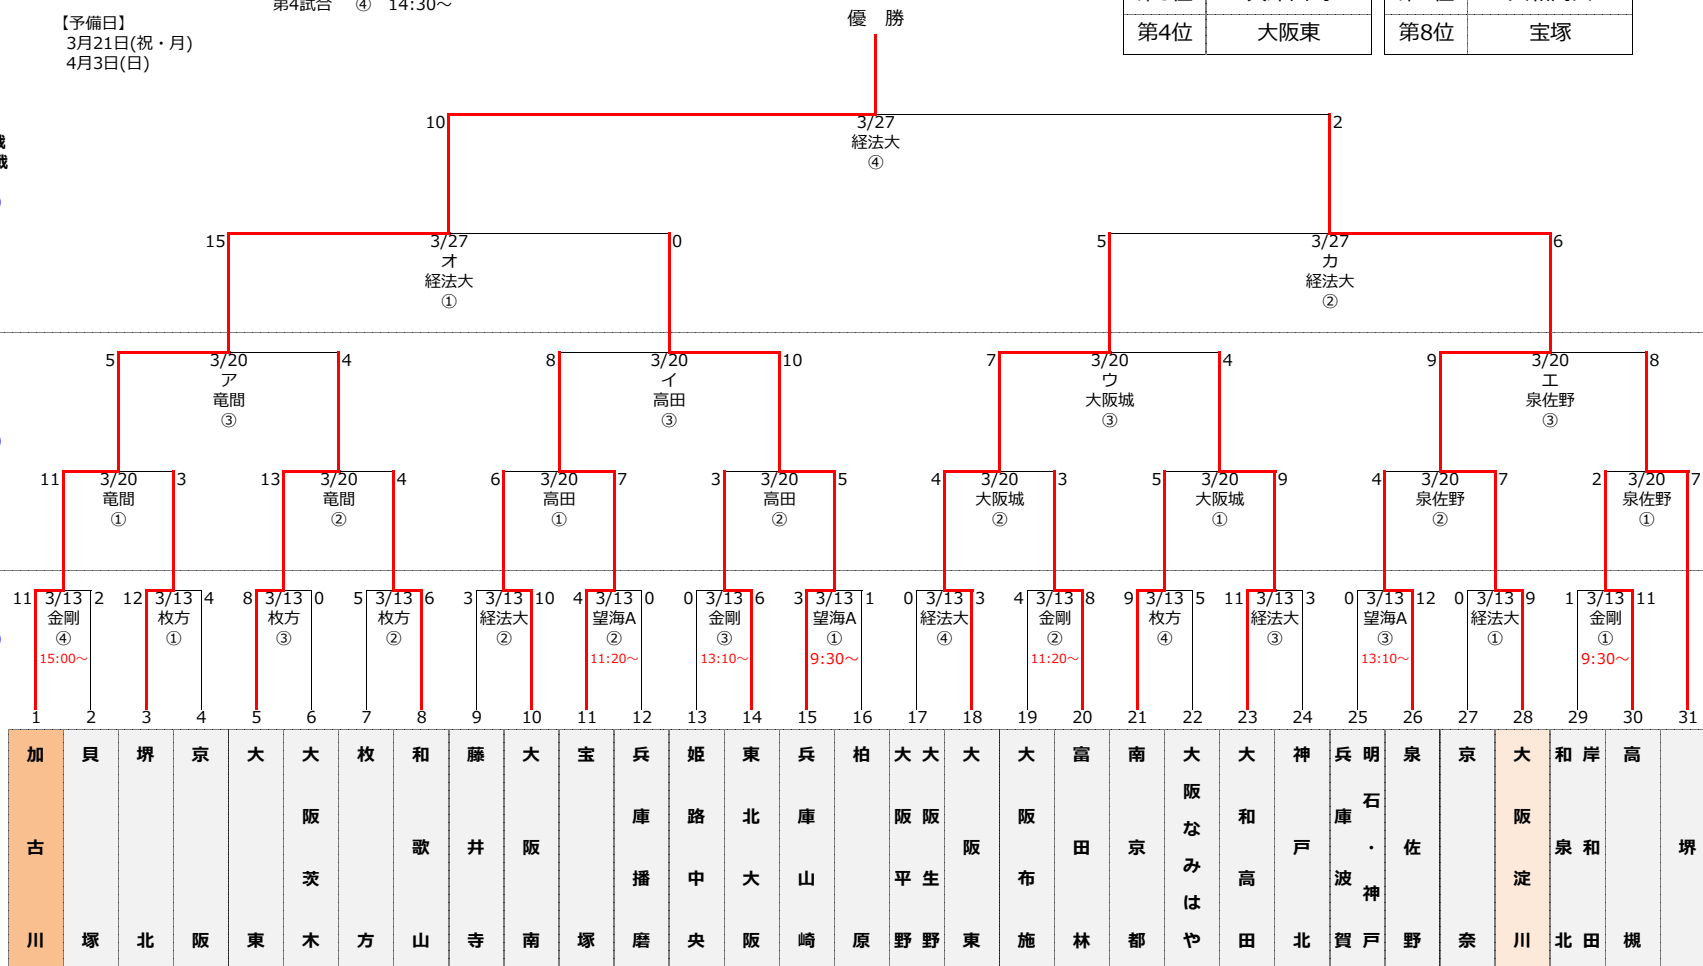 第4試合 ④ 14:30～
【予備日】
3月21日(祝・月)
4月3日(日)
優 勝
第4位 大阪東 第8位 宝塚
10 3/27 2
経法大
④
15 3/27 0 5 3/27 6
オ カ
経法大 経法大
① ②
5 3/20 4 8 3/20 10 7 3/20 4 9 3/20 8
ア イ ウ エ
竜間 高田 大阪城 泉佐野
③ ③ ③ ③
11 3/20 3 13 3/20 4 6 3/20 7 3 3/20 5 4 3/20 3 5 3/20 9 4 3/20 7 2 3/20 7
竜間 竜間 高田 高田 大阪城 大阪城 泉佐野 泉佐野
① ② ① ② ② ① ② ①
11 3/13 2 12 3/13 4 8 3/13 0 5 3/13 6 3 3/13 10 4 3/13 0 0 3/13 6 3 3/13 1 0 3/13 3 4 3/13 8 9 3/13 5 11 3/13 3 0 3/13 12 0 3/13 9 1 3/13 11
金剛 枚方 枚方 枚方 経法大 望海A 金剛 望海A 経法大 金剛 枚方 経法大 望海A 経法大 金剛
④ ① ③ ② ② ② ③ ① ④ ② ④ ③ ③ ① ①
15:00～ 11:20～ 13:10～ 9:30～ 11:20～ 13:10～ 9:30～
1 2 3 4 5 6 7 8 9 10 11 12 13 14 15 16 17 18 19 20 21 22 23 24 25 26 27 28 29 30 31
加古川
貝塚
堺北
京阪
大東
大阪茨木
枚方
和歌山
藤井寺
大阪南
宝塚
兵庫播磨
姫路中央
東北大阪
兵庫山崎
柏原
大阪平野
大阪生野
大阪東
大阪布施
富田林
南京都
大阪なみはや
大和高田
神戸北
兵庫波賀
明石・神戸
泉佐野
京奈
大阪淀川
和泉北
岸和田
高槻
堺